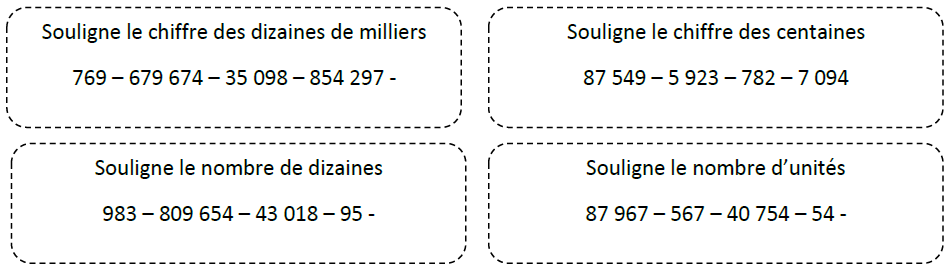 Souligne le chiffre des dizaines de milliers
769 – 679 674 – 35 098 – 854 297 -
Souligne le chiffre des centaines
87 549 – 5 923 – 782 – 7 094
Souligne le nombre de dizaines
983 – 809 654 – 43 018 – 95 -
Souligne le nombre d’unités
87 967 – 567 – 40 754 – 54 -